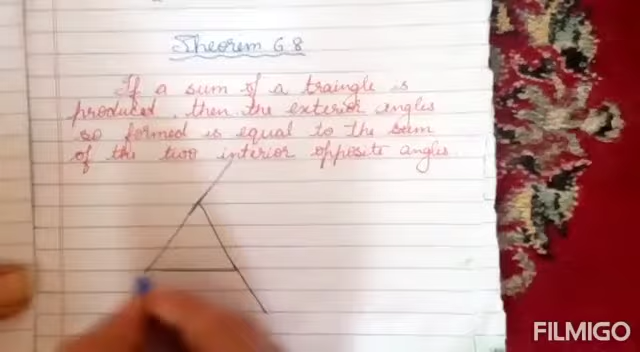 Theorem 6 8
If a sum of a traingle is
produced, then the exterior angles
so formed is equal to the sum
of the two interior opposite angles.
FILMIGO